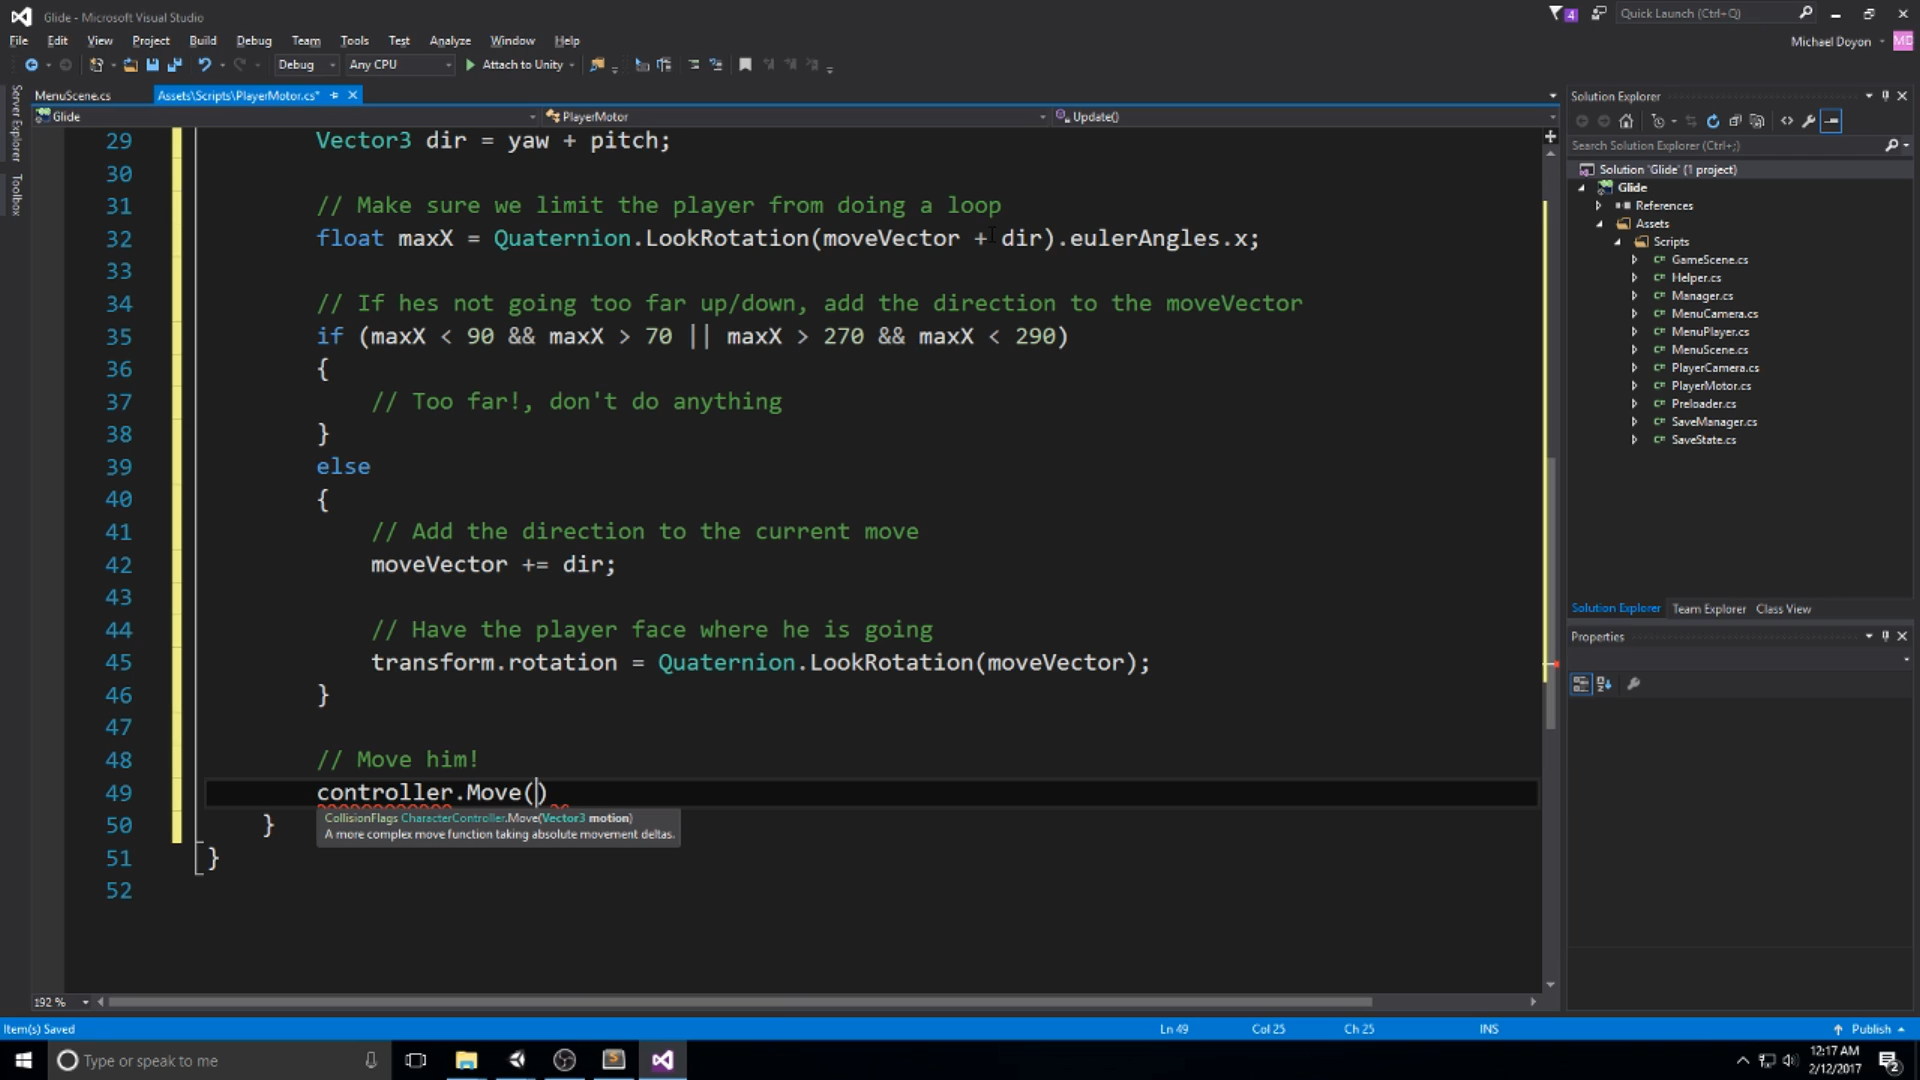 Glide - Microsoft Visual Studio
4
Quick Launch (Ctrl+Q)
File Edit View Project Build Debug Team Tools Test Analyze Window Help
Michael Doyon
MD
Debug
Any CPU
Attach to Unity
Server Explorer
Toolbox
MenuScene.cs
Assets\Scripts\PlayerMotor.cs*
Glide
PlayerMotor
Update()
29 Vector3 dir = yaw + pitch;
30
31 // Make sure we limit the player from doing a loop
32 float maxX = Quaternion.LookRotation(moveVector + dir).eulerAngles.x;
33
34 // If hes not going too far up/down, add the direction to the moveVector
35 if (maxX < 90 && maxX > 70 || maxX > 270 && maxX < 290)
36 {
37 // Too far!, don't do anything
38 }
39 else
40 {
41 // Add the direction to the current move
42 moveVector += dir;
43
44 // Have the player face where he is going
45 transform.rotation = Quaternion.LookRotation(moveVector);
46 }
47
48 // Move him!
49 controller.Move()
CollisionFlags CharacterController.Move(Vector3 motion)
A more complex move function taking absolute movement deltas.
50 }
51 }
52
192 %
Solution Explorer
Search Solution Explorer (Ctrl+;)
Solution 'Glide' (1 project)
Glide
References
Assets
Scripts
C# GameScene.cs
C# Helper.cs
C# Manager.cs
C# MenuCamera.cs
C# MenuPlayer.cs
C# MenuScene.cs
C# PlayerCamera.cs
C# PlayerMotor.cs
C# Preloader.cs
C# SaveManager.cs
C# SaveState.cs
Solution Explorer Team Explorer Class View
Properties
Item(s) Saved
Ln 49
Col 25
Ch 25
INS
Publish
Type or speak to me
12:17 AM
2/12/2017
2